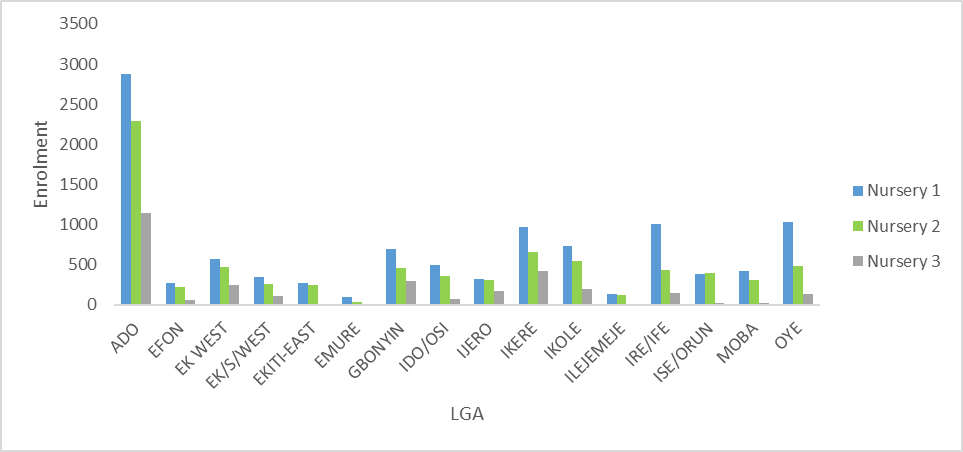 3500
3000
2500
2000
1500
1000
500
0
Enrolment
ADO
EFON
EK WEST
EK/S/WEST
EKITI-EAST
EMURE
GBONYIN
IDO/OSI
IJERO
IKERE
IKOLE
ILEJEMEJE
IRE/IFE
ISE/ORUN
MOBA
OYE
LGA
Nursery 1
Nursery 2
Nursery 3